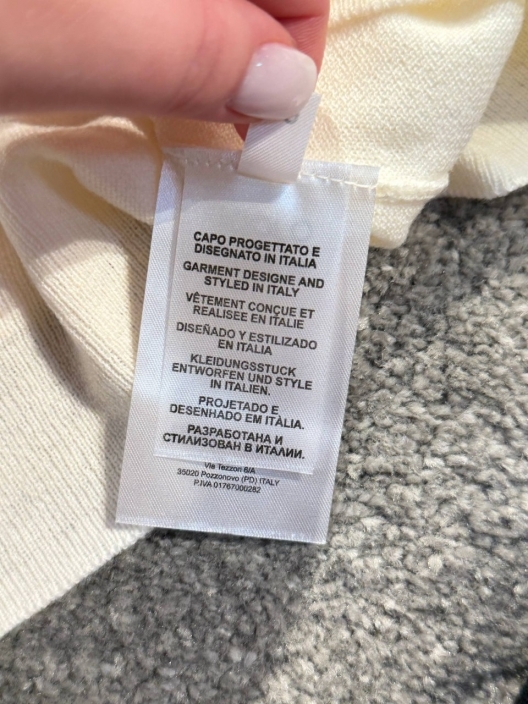 CAPO PROGETTATO E
DISEGNATO IN ITALIA
GARMENT DESIGNE AND
STYLED IN ITALY
VÊTEMENT CONÇUE ET
REALISEE EN ITALIE
DISEÑADO Y ESTILIZADO
EN ITALIA
KLEIDUNGSSTUCK
ENTWORFEN UND STYLE
IN ITALIEN.
PROJETADO E
DESENHADO EM ITÀLIA.
РАЗРАБОТАНА И
СТИЛИЗОВАН В ИТАЛИИ.
Via Tezzon 6/A
35020 Pozzonovo (PD) ITALY
P.IVA 01767000282